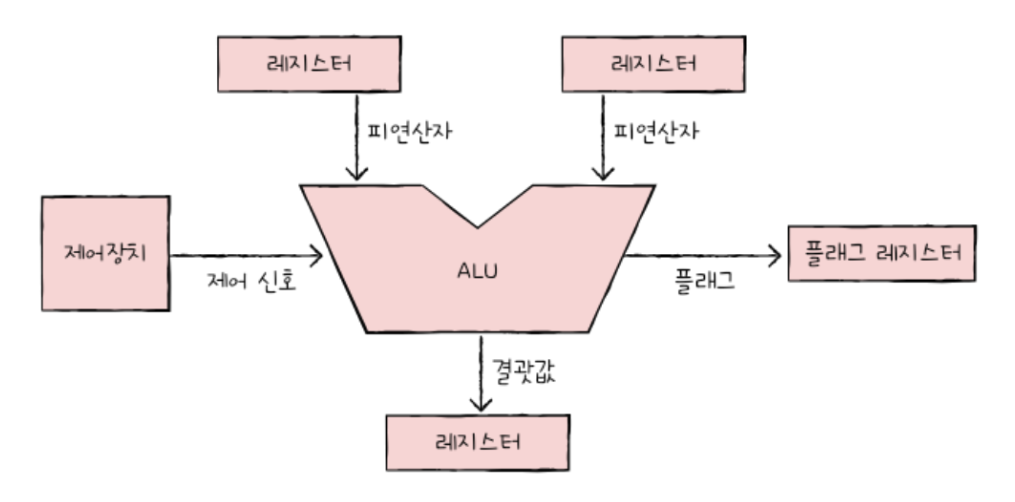 레지스터
레지스터
피연산자
피연산자
제어장치
제어 신호
ALU
플래그
플래그 레지스터
결괏값
레지스터